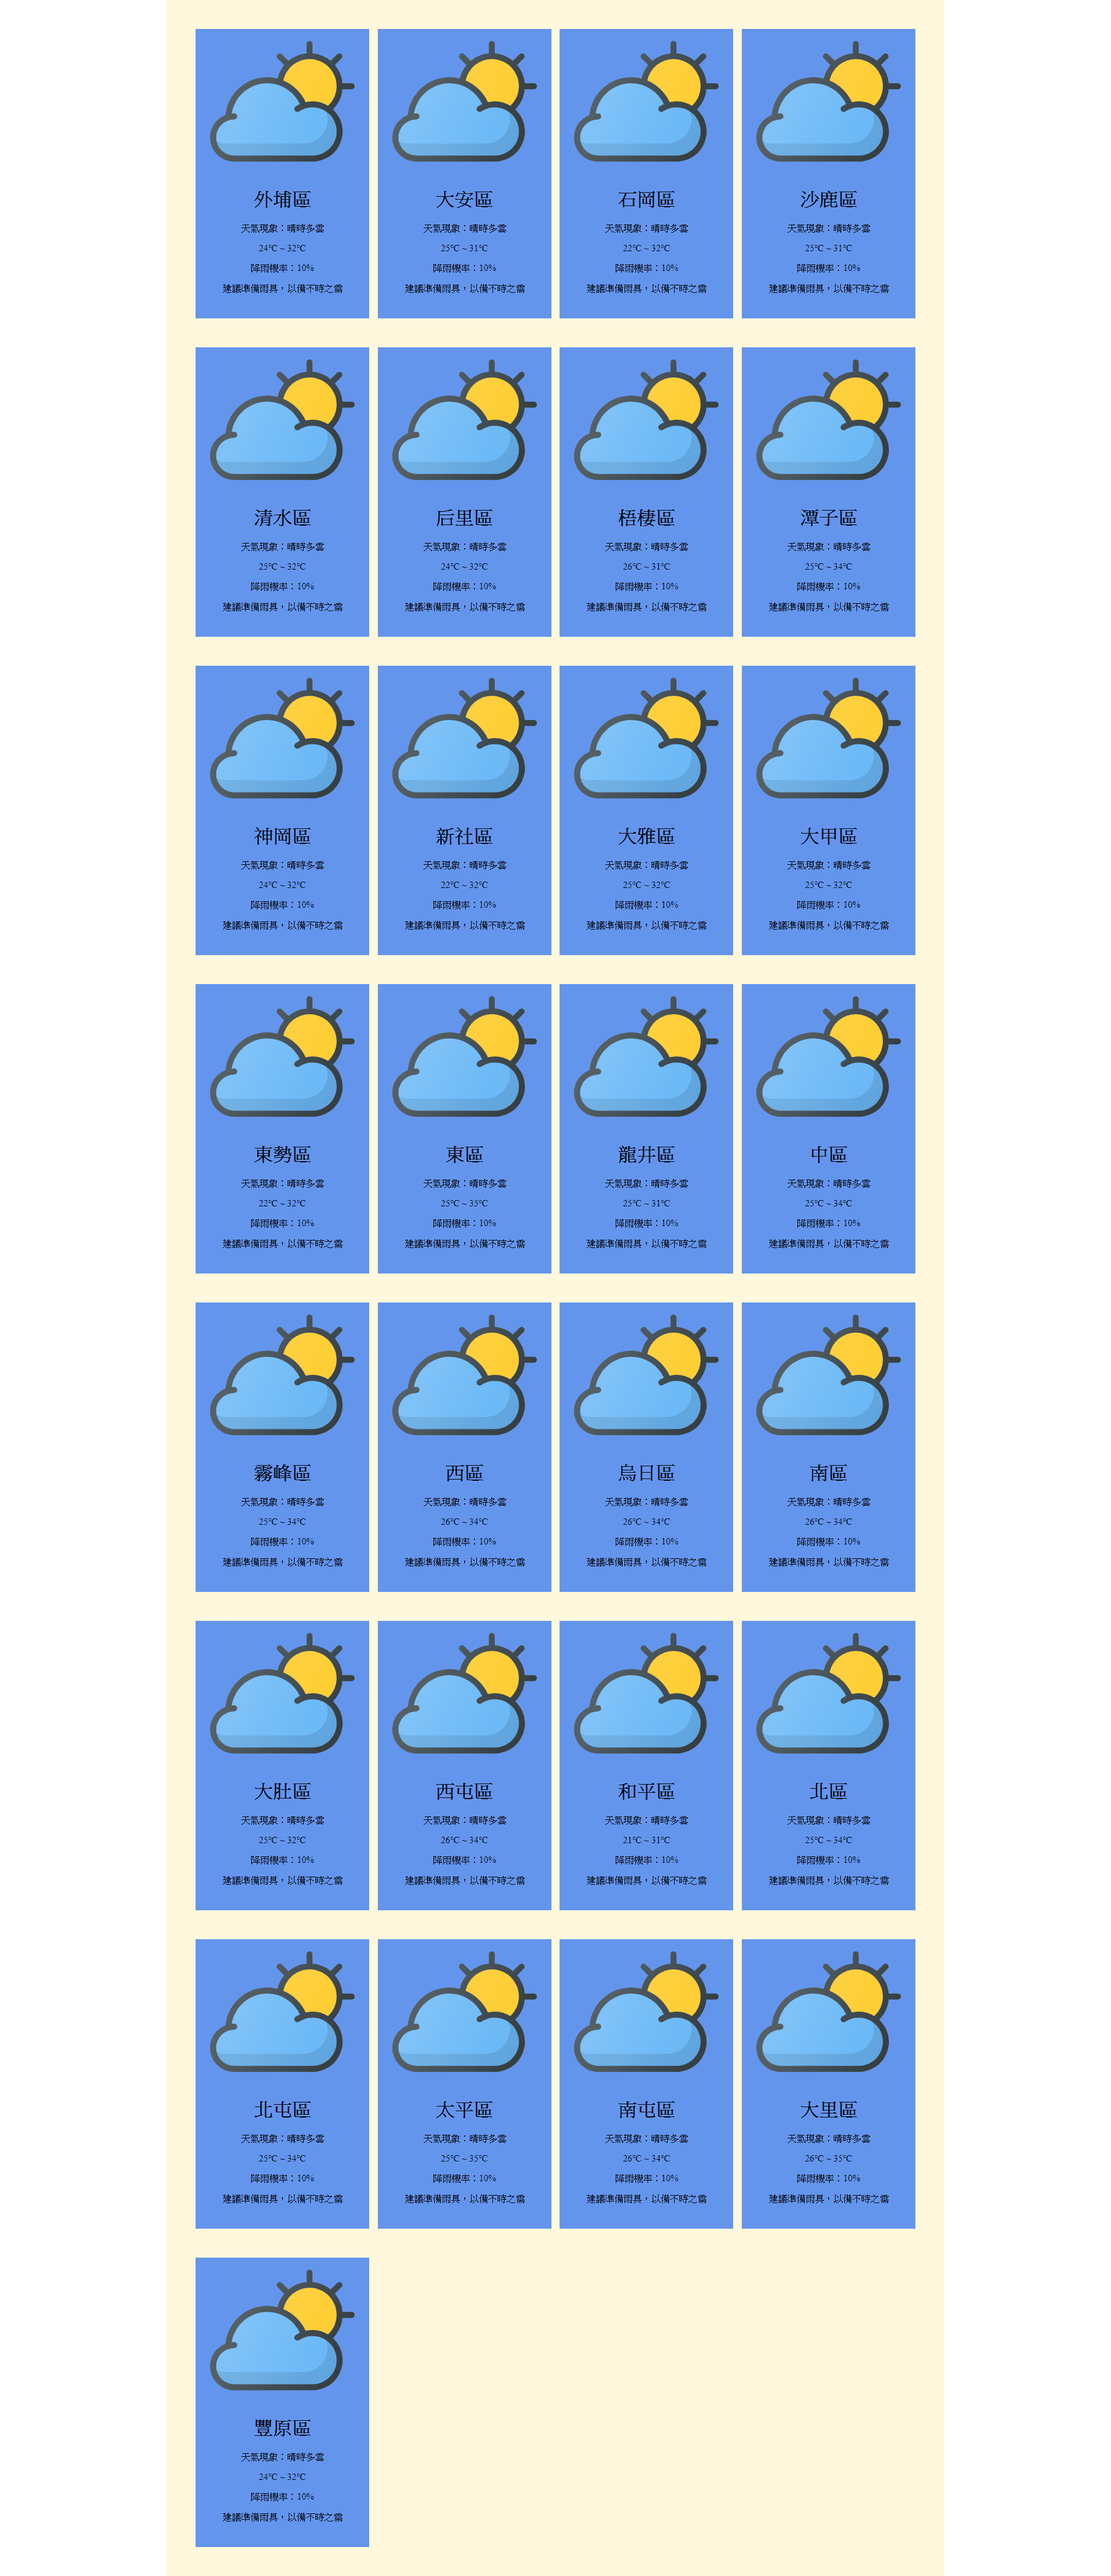 外埔區
天氣現象：晴時多雲
24°C ~ 32°C
降雨機率：10%
建議準備雨具，以備不時之需
大安區
天氣現象：晴時多雲
25°C ~ 31°C
降雨機率：10%
建議準備雨具，以備不時之需
石岡區
天氣現象：晴時多雲
22°C ~ 32°C
降雨機率：10%
建議準備雨具，以備不時之需
沙鹿區
天氣現象：晴時多雲
25°C ~ 31°C
降雨機率：10%
建議準備雨具，以備不時之需
清水區
天氣現象：晴時多雲
25°C ~ 32°C
降雨機率：10%
建議準備雨具，以備不時之需
后里區
天氣現象：晴時多雲
24°C ~ 32°C
降雨機率：10%
建議準備雨具，以備不時之需
梧棲區
天氣現象：晴時多雲
26°C ~ 31°C
降雨機率：10%
建議準備雨具，以備不時之需
潭子區
天氣現象：晴時多雲
25°C ~ 34°C
降雨機率：10%
建議準備雨具，以備不時之需
神岡區
天氣現象：晴時多雲
24°C ~ 32°C
降雨機率：10%
建議準備雨具，以備不時之需
新社區
天氣現象：晴時多雲
22°C ~ 32°C
降雨機率：10%
建議準備雨具，以備不時之需
大雅區
天氣現象：晴時多雲
25°C ~ 32°C
降雨機率：10%
建議準備雨具，以備不時之需
大甲區
天氣現象：晴時多雲
25°C ~ 32°C
降雨機率：10%
建議準備雨具，以備不時之需
東勢區
天氣現象：晴時多雲
22°C ~ 32°C
降雨機率：10%
建議準備雨具，以備不時之需
東區
天氣現象：晴時多雲
25°C ~ 35°C
降雨機率：10%
建議準備雨具，以備不時之需
龍井區
天氣現象：晴時多雲
25°C ~ 31°C
降雨機率：10%
建議準備雨具，以備不時之需
中區
天氣現象：晴時多雲
25°C ~ 34°C
降雨機率：10%
建議準備雨具，以備不時之需
霧峰區
天氣現象：晴時多雲
25°C ~ 34°C
降雨機率：10%
建議準備雨具，以備不時之需
西區
天氣現象：晴時多雲
26°C ~ 34°C
降雨機率：10%
建議準備雨具，以備不時之需
烏日區
天氣現象：晴時多雲
26°C ~ 34°C
降雨機率：10%
建議準備雨具，以備不時之需
南區
天氣現象：晴時多雲
26°C ~ 34°C
降雨機率：10%
建議準備雨具，以備不時之需
大肚區
天氣現象：晴時多雲
25°C ~ 32°C
降雨機率：10%
建議準備雨具，以備不時之需
西屯區
天氣現象：晴時多雲
26°C ~ 34°C
降雨機率：10%
建議準備雨具，以備不時之需
和平區
天氣現象：晴時多雲
21°C ~ 31°C
降雨機率：10%
建議準備雨具，以備不時之需
北區
天氣現象：晴時多雲
25°C ~ 34°C
降雨機率：10%
建議準備雨具，以備不時之需
北屯區
天氣現象：晴時多雲
25°C ~ 34°C
降雨機率：10%
建議準備雨具，以備不時之需
太平區
天氣現象：晴時多雲
25°C ~ 35°C
降雨機率：10%
建議準備雨具，以備不時之需
南屯區
天氣現象：晴時多雲
26°C ~ 34°C
降雨機率：10%
建議準備雨具，以備不時之需
大里區
天氣現象：晴時多雲
26°C ~ 35°C
降雨機率：10%
建議準備雨具，以備不時之需
豐原區
天氣現象：晴時多雲
24°C ~ 32°C
降雨機率：10%
建議準備雨具，以備不時之需